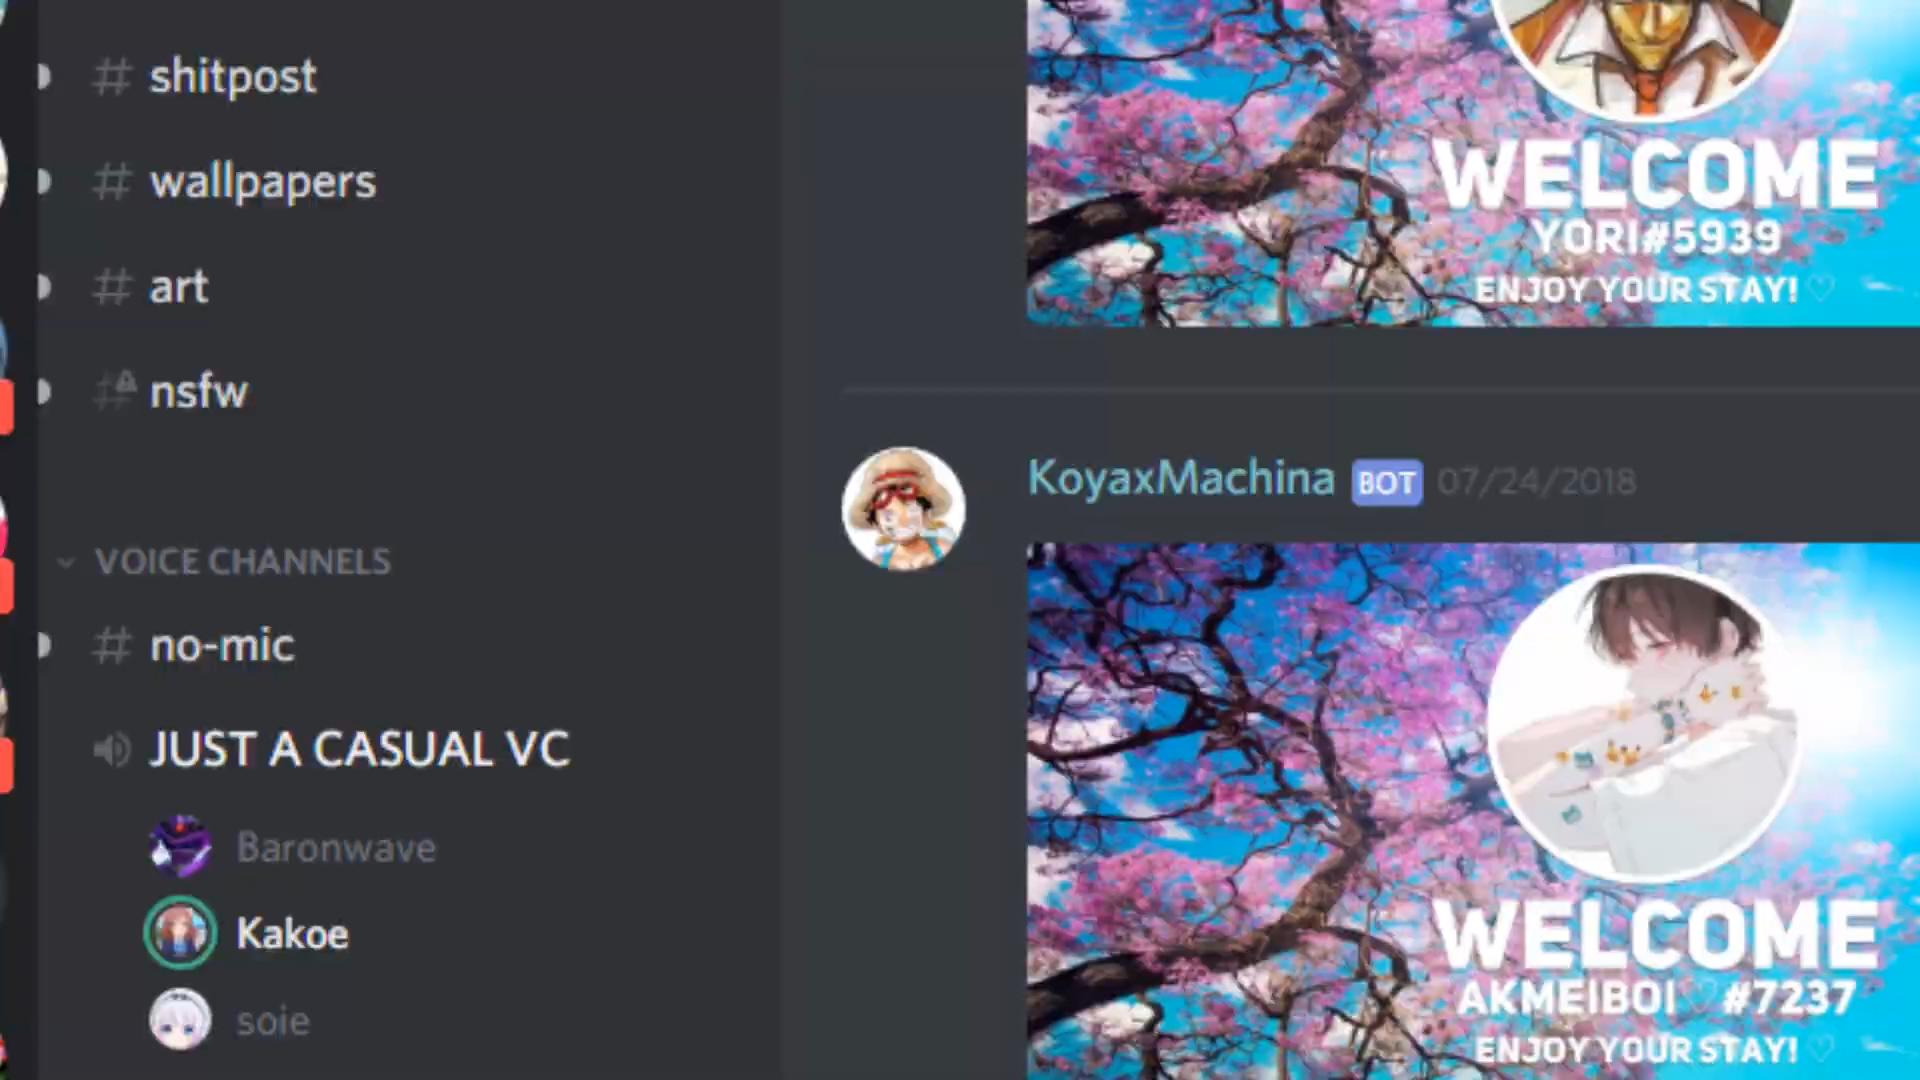 # shitpost
# wallpapers
# art
# nsfw
VOICE CHANNELS
# no-mic
JUST A CASUAL VC
Baronwave
Kakoe
soie
WELCOME
YORI#5939
ENJOY YOUR STAY! ♡
KoyaxMachina BOT 07/24/2018
WELCOME
AKMEIBOI ♡ #7237
ENJOY YOUR STAY! ♡